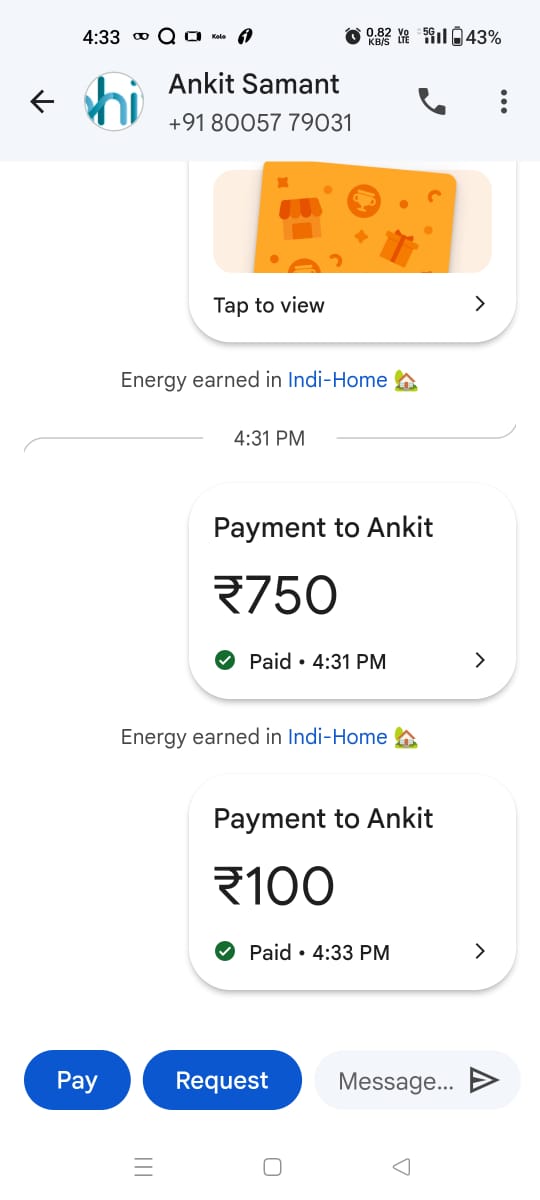 4:33 Kolo 0.82 KB/S Vo LTE 5G 43%
hi
Ankit Samant
+91 80057 79031
Tap to view
Energy earned in Indi-Home 🏡
4:31 PM
Payment to Ankit
₹750
Paid • 4:31 PM
Energy earned in Indi-Home 🏡
Payment to Ankit
₹100
Paid • 4:33 PM
Pay Request Message...